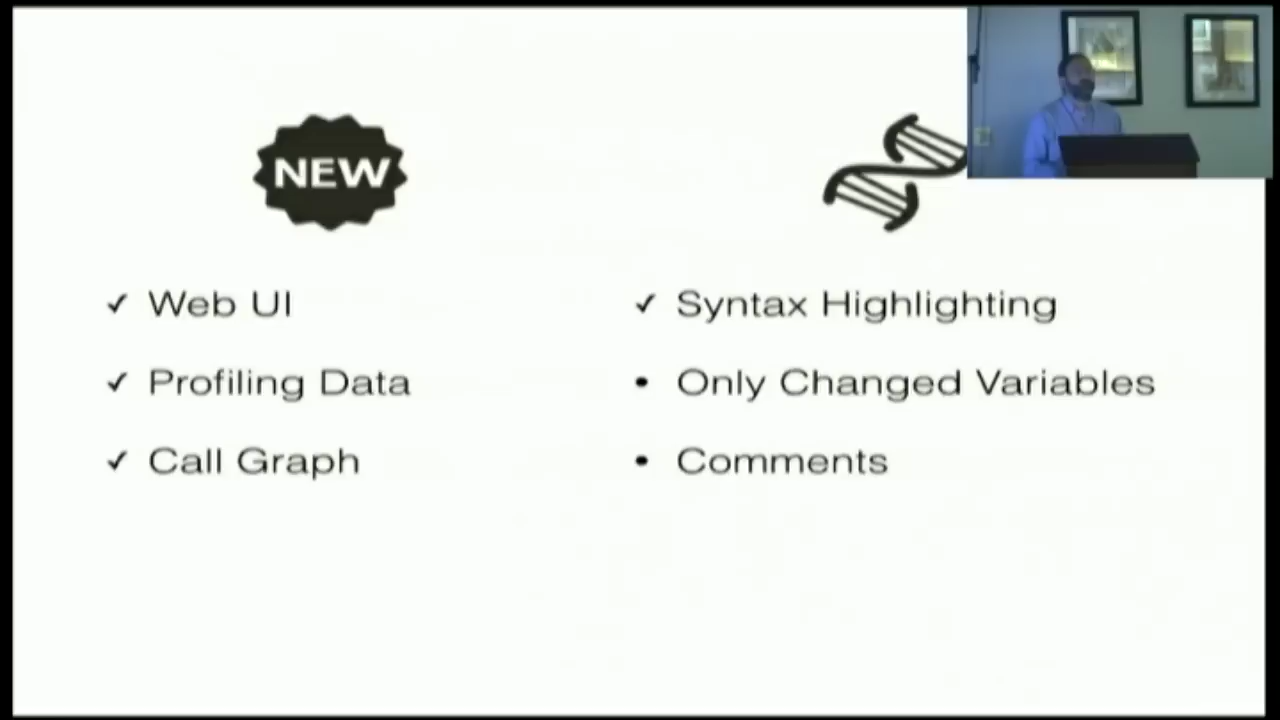 NEW
✓ Web UI
✓ Profiling Data
✓ Call Graph
✓ Syntax Highlighting
• Only Changed Variables
• Comments